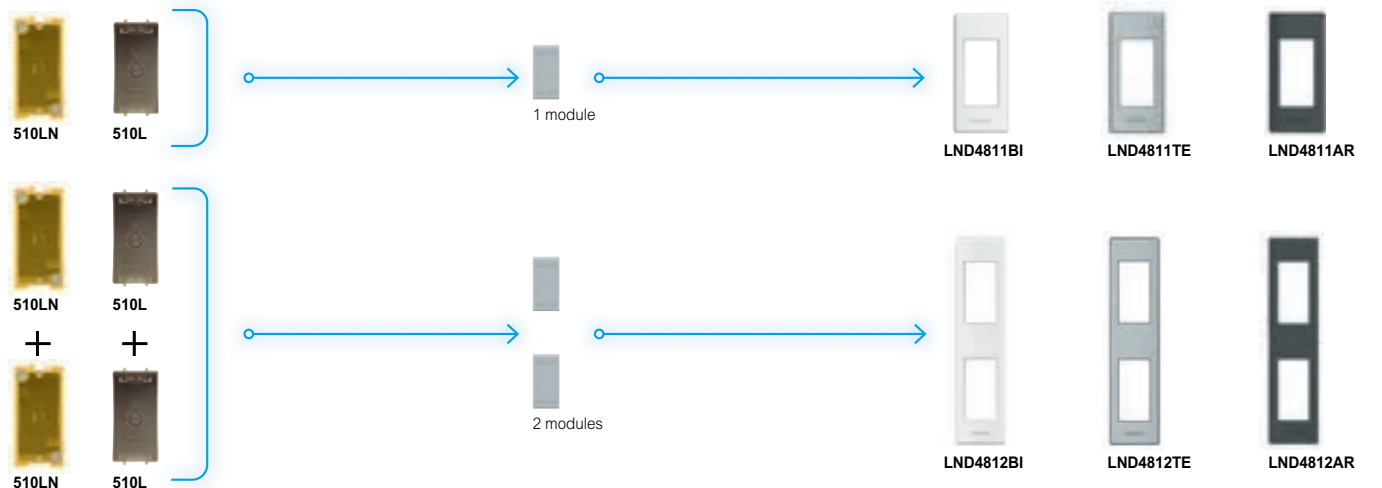 510LN 510L
1 module
LND4811BI LND4811TE LND4811AR
510LN 510L
+ +
510LN 510L
2 modules
LND4812BI LND4812TE LND4812AR